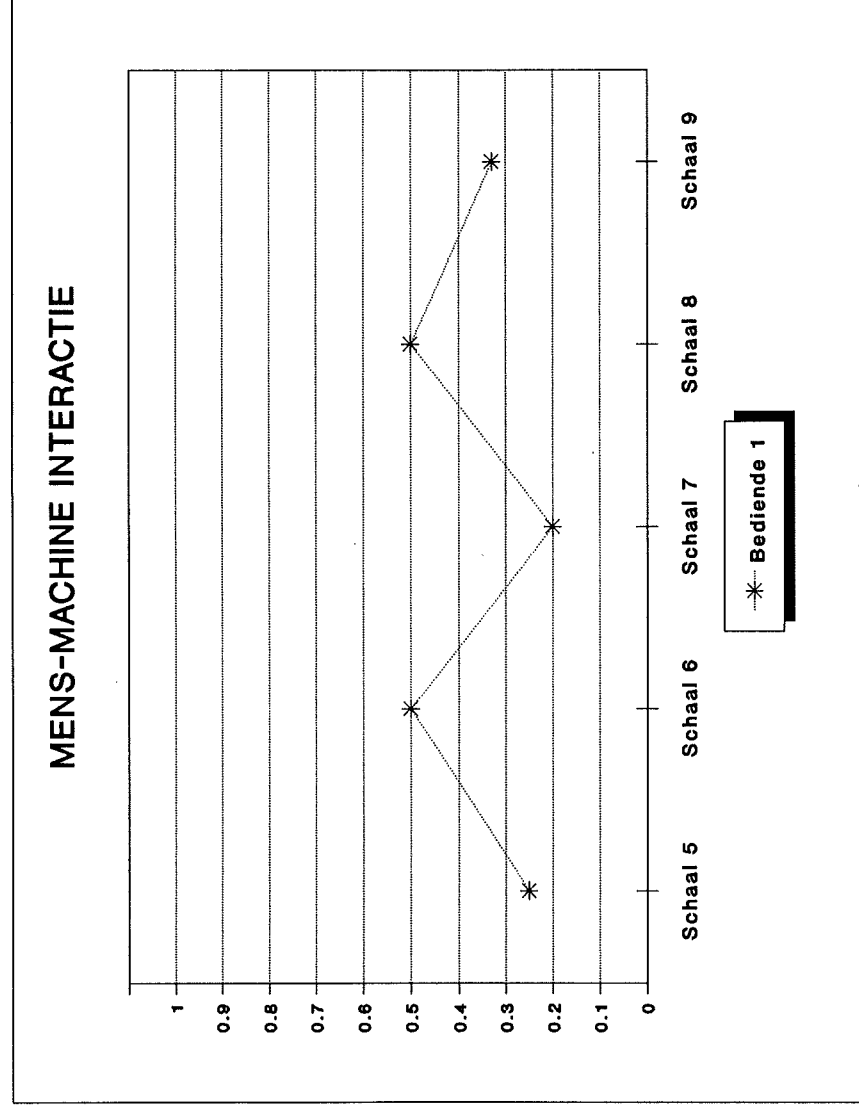 MENS-MACHINE INTERACTIE
1
0.9
0.8
0.7
0.6
0.5
0.4
0.3
0.2
0.1
0
Schaal 5
Schaal 6
Schaal 7
Schaal 8
Schaal 9
Bediende 1